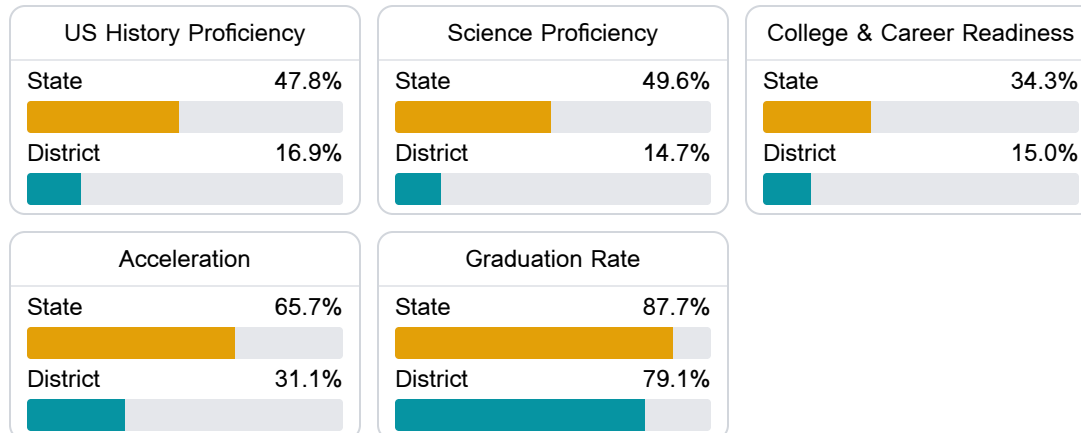 US History Proficiency
State 47.8%
District 16.9%
Science Proficiency
State 49.6%
District 14.7%
College & Career Readiness
State 34.3%
District 15.0%
Acceleration
State 65.7%
District 31.1%
Graduation Rate
State 87.7%
District 79.1%